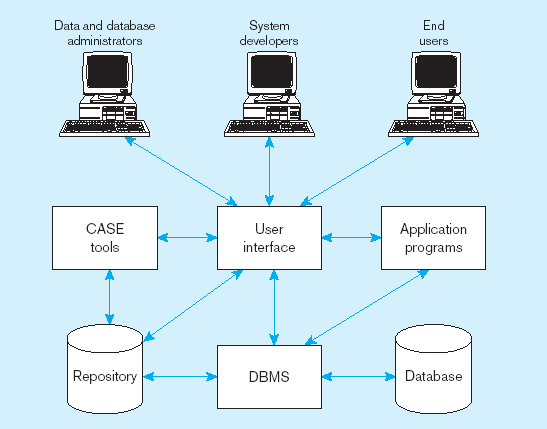 Data and database
administrators
System
developers
End
users
CASE
tools
User
interface
Application
programs
Repository
DBMS
Database